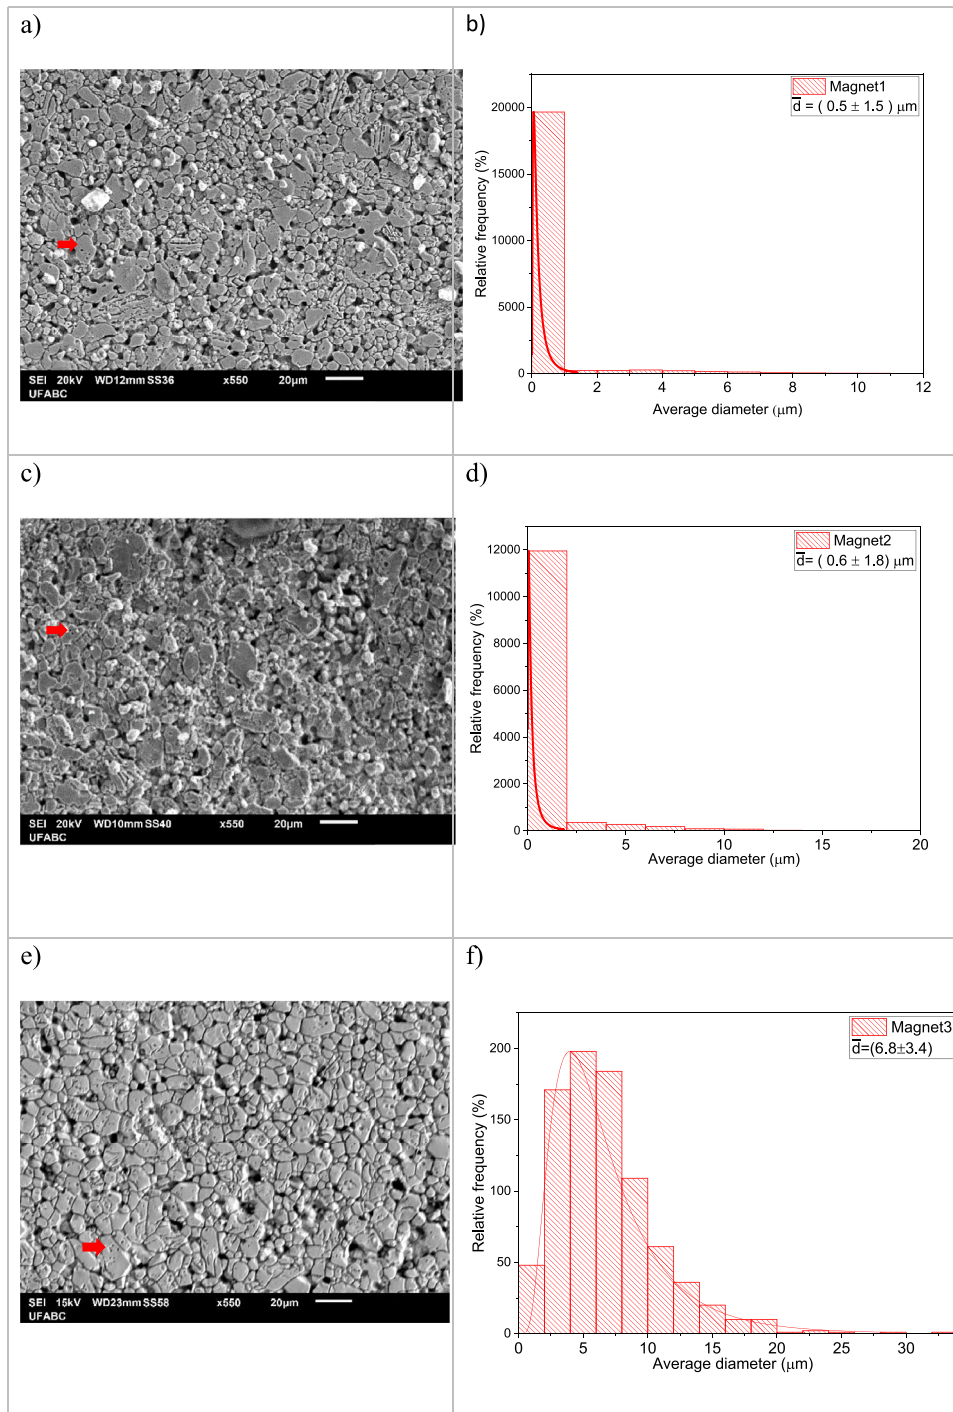 a)
SEI 20kV WD12mm SS36 x550 20µm
UFABC
b)
Magnet1
d = ( 0.5 ± 1.5 ) µm
Relative frequency (%)
20000
15000
10000
5000
0
0 2 4 6 8 10 12
Average diameter (µm)
c)
SEI 20kV WD10mm SS40 x550 20µm
UFABC
d)
Magnet2
d= ( 0.6 ± 1.8) µm
Relative frequency (%)
12000
10000
8000
6000
4000
2000
0
0 5 10 15 20
Average diameter (µm)
e)
SEI 15kV WD23mm SS58 x550 20µm
UFABC
f)
Magnet3
d=(6.8±3.4)
Relative frequency (%)
200
150
100
50
0
0 5 10 15 20 25 30
Average diameter (µm)